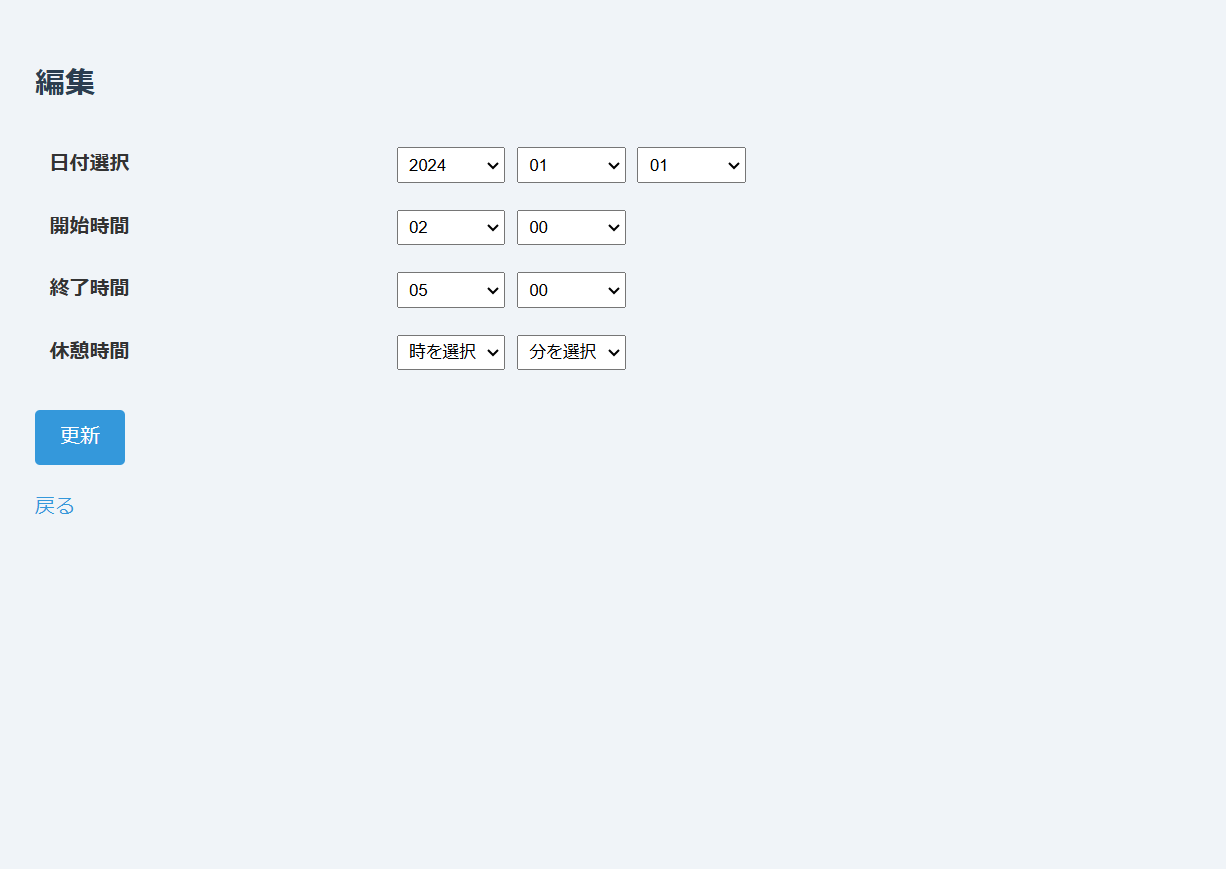 編集
日付選択 2024 01 01
開始時間 02 00
終了時間 05 00
休憩時間 時を選択 分を選択
更新
戻る